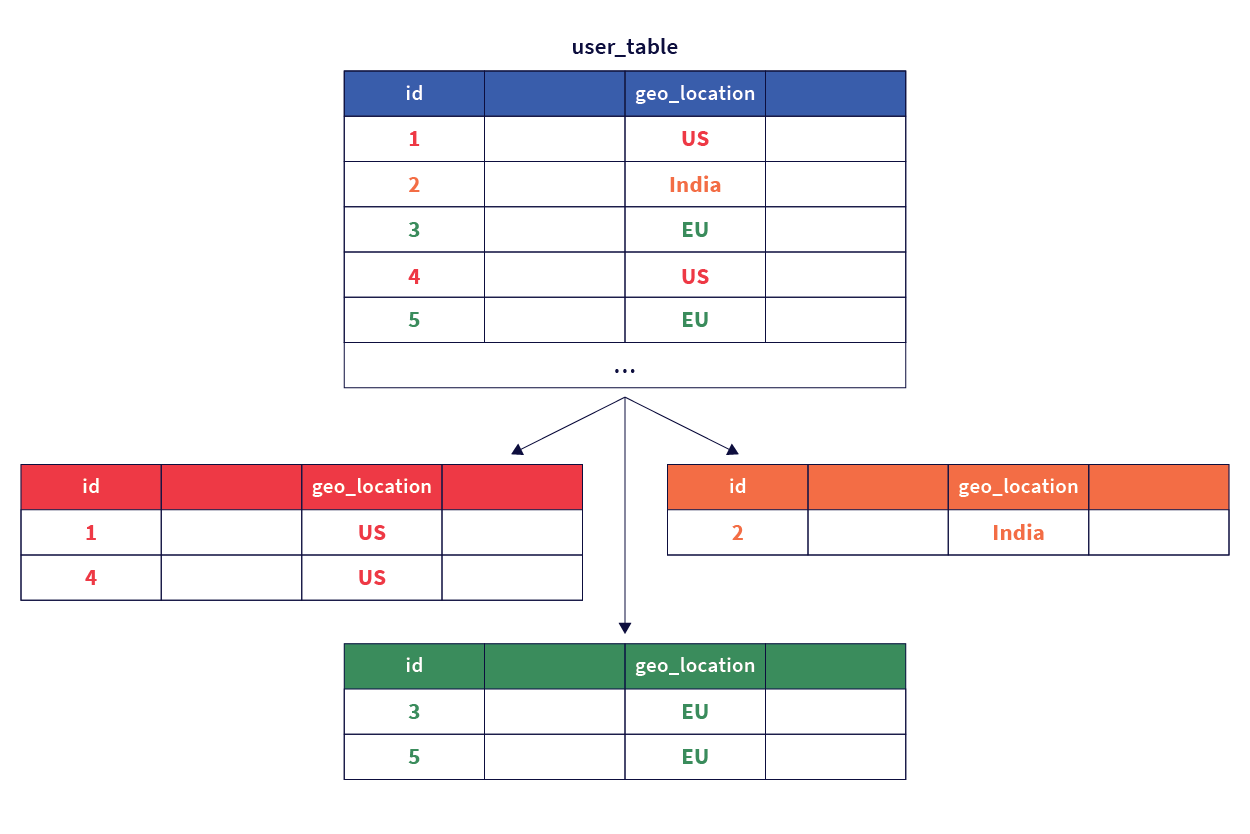 user_table
id geo_location
1 US
2 India
3 EU
4 US
5 EU
...
id geo_location
1 US
4 US
id geo_location
2 India
id geo_location
3 EU
5 EU